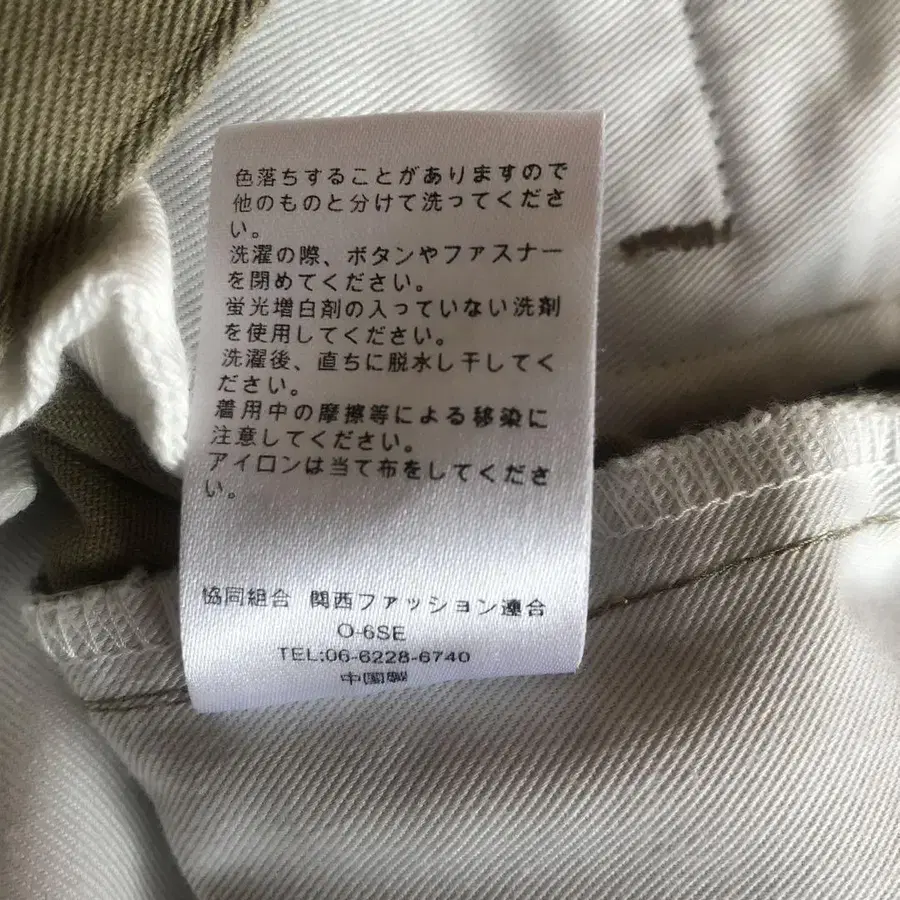 色落ちすることがありますので
他のものと分けて洗ってくださ
い。
洗濯の際、ボタンやファスナー
を閉めてください。
蛍光増白剤の入っていない洗剤
を使用してください。
洗濯後、直ちに脱水し干してく
ださい。
着用中の摩擦等による移染に
注意してください。
アイロンは当て布をしてくださ
い。
協同組合 関西ファッション連合
O-6SE
TEL:06-6228-6740
中国製